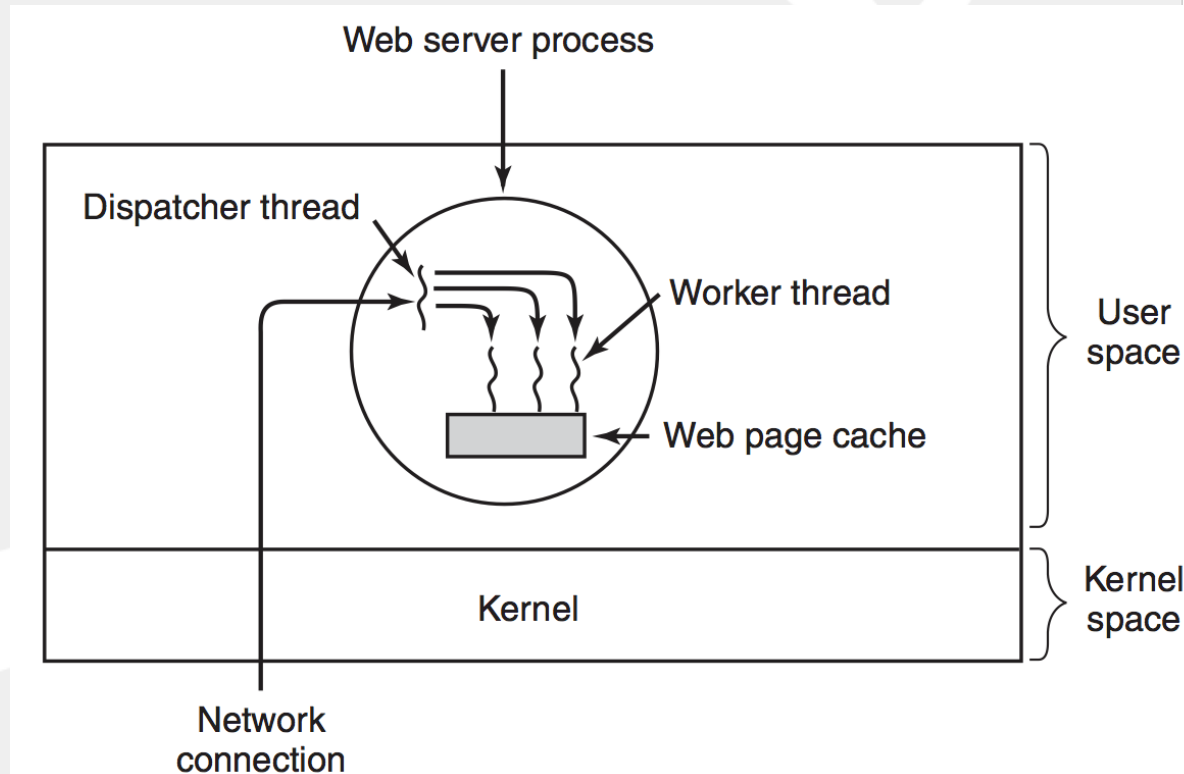 Web server process
Dispatcher thread
Worker thread
User
space
Web page cache
Kernel
Kernel
space
Network
connection